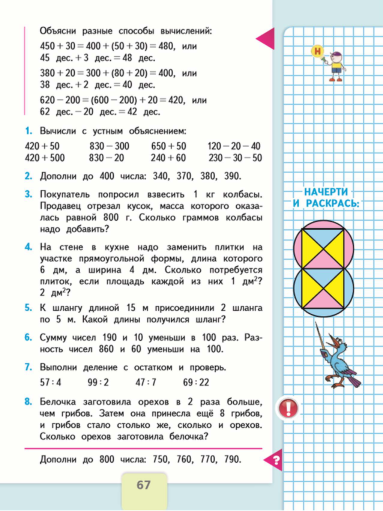 Объясни разные способы вычислений:
450 + 30 = 400 + (50 + 30) = 480, или
45 дес. + 3 дес. = 48 дес.
380 + 20 = 300 + (80 + 20) = 400, или
38 дес. + 2 дес. = 40 дес.
620 − 200 = (600 − 200) + 20 = 420, или
62 дес. − 20 дес. = 42 дес.
1. Вычисли с устным объяснением:
420 + 50 830 − 300 650 + 50 120 − 20 − 40
420 + 500 830 − 20 240 + 60 230 − 30 − 50
2. Дополни до 400 числа: 340, 370, 380, 390.
3. Покупатель попросил взвесить 1 кг колбасы.
Продавец отрезал кусок, масса которого оказа-
лась равной 800 г. Сколько граммов колбасы
надо добавить?
4. На стене в кухне надо заменить плитки на
участке прямоугольной формы, длина которого
6 дм, а ширина 4 дм. Сколько потребуется
плиток, если площадь каждой из них 1 дм²?
2 дм²?
5. К шлангу длиной 15 м присоединили 2 шланга
по 5 м. Какой длины получился шланг?
6. Сумму чисел 190 и 10 уменьши в 100 раз. Раз-
ность чисел 860 и 60 уменьши на 100.
7. Выполни деление с остатком и проверь.
57 : 4 99 : 2 47 : 7 69 : 22
8. Белочка заготовила орехов в 2 раза больше,
чем грибов. Затем она принесла ещё 8 грибов,
и грибов стало столько же, сколько и орехов.
Сколько орехов заготовила белочка?
Дополни до 800 числа: 750, 760, 770, 790.
67
Н
НАЧЕРТИ
И РАСКРАСЬ:
!
?